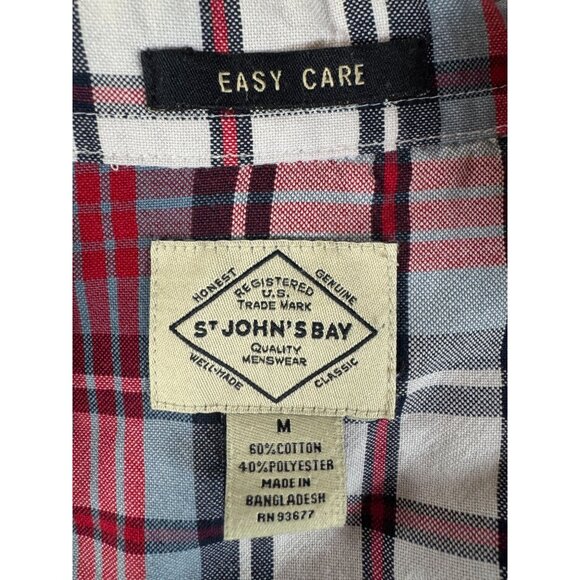 EASY CARE
HONEST
GENUINE
REGISTERED
U.S.
TRADE MARK
ST JOHN'S BAY
QUALITY
MENSWEAR
WELL-MADE
CLASSIC
M
60%COTTON
40%POLYESTER
MADE IN
BANGLADESH
RN 93677